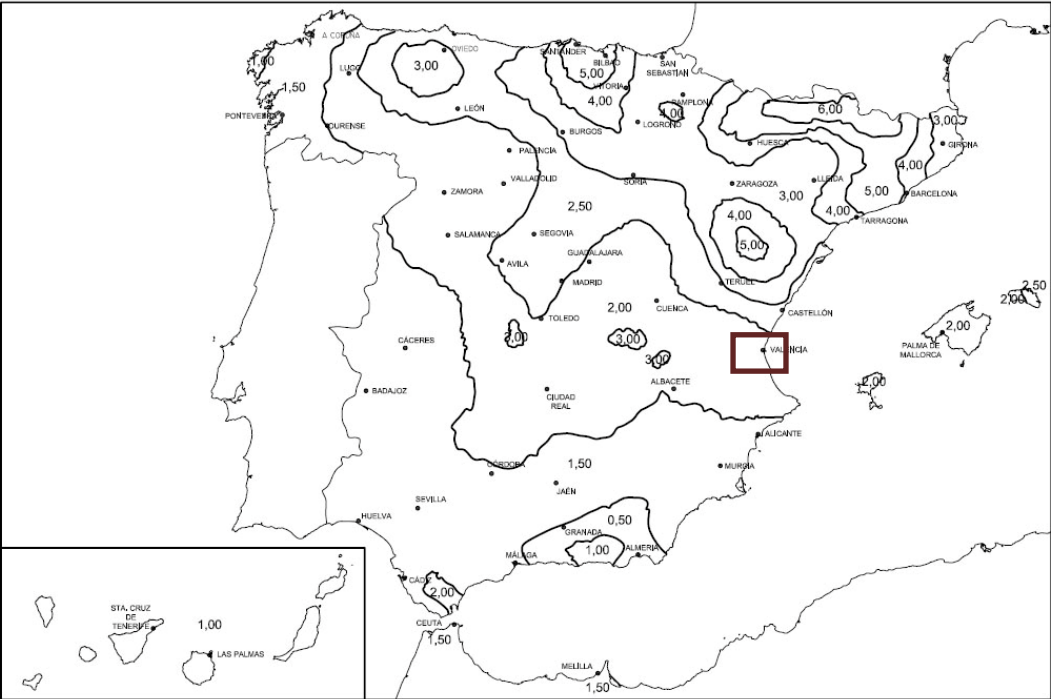 A CORUÑA
OVIEDO
SANTANDER
BILBAO
SAN
SEBASTIAN
1,00
LUGO
3,00
5,00
VITORIA
1,50
4,00
PAMPLONA
PONTEVEDRA
LEÓN
4,00
6,00
OURENSE
LOGROÑO
3,00
BURGOS
HUESCA
GIRONA
PALENCIA
4,00
VALLADOLID
ZAMORA
SORIA
ZARAGOZA
LLEIDA
3,00
5,00
BARCELONA
2,50
4,00
4,00
TARRAGONA
SALAMANCA
SEGOVIA
5,00
GUADALAJARA
AVILA
MADRID
TERUEL
2,50
2,00
CUENCA
2,00
CASTELLÓN
TOLEDO
2,00
CÁCERES
3,00
3,00
VALENCIA
PALMA DE
MALLORCA
3,00
ALBACETE
2,00
BADAJOZ
CIUDAD
REAL
ALICANTE
CÓRDOBA
1,50
MURCIA
JAÉN
SEVILLA
HUELVA
0,50
GRANADA
1,00
ALMERIA
MÁLAGA
CÁDIZ
2,00
CEUTA
1,50
MELILLA
1,50
STA. CRUZ
DE
TENERIFE
1,00
LAS PALMAS